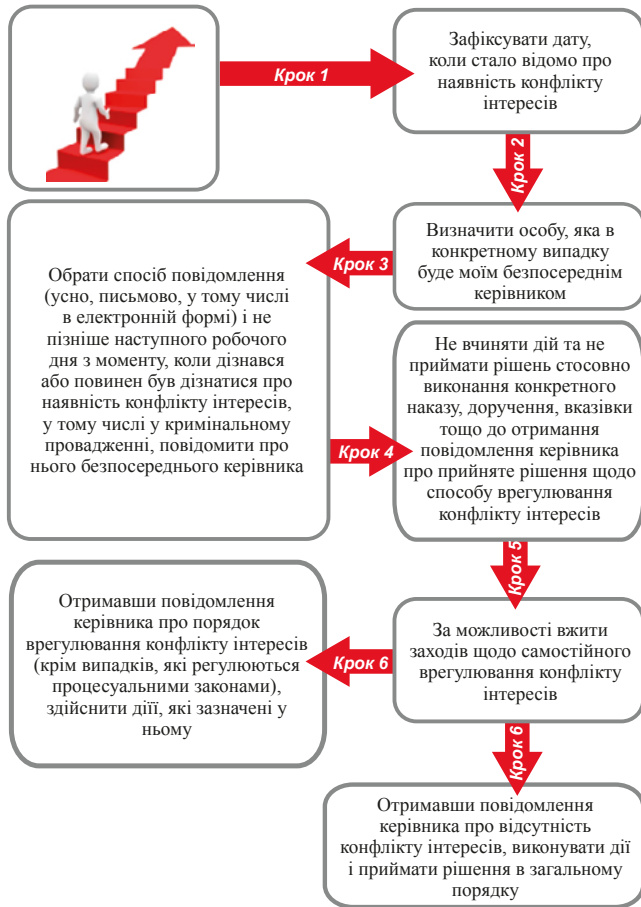 Крок 1
Зафіксувати дату,
коли стало відомо про
наявність конфлікту
інтересів
Крок 2
Визначити особу, яка в
конкретному випадку
буде моїм безпосереднім
керівником
Крок 3
Обрати спосіб повідомлення
(усно, письмово, у тому числі
в електронній формі) і не
пізніше наступного робочого
дня з моменту, коли дізнався
або повинен був дізнатися про
наявність конфлікту інтересів,
у тому числі у кримінальному
провадженні, повідомити про
нього безпосереднього керівника
Крок 4
Не вчиняти дій та не
приймати рішень стосовно
виконання конкретного
наказу, доручення, вказівки
тощо до отримання
повідомлення керівника
про прийняте рішення щодо
способу врегулювання
конфлікту інтересів
Крок 5
За можливості вжити
заходів щодо самостійного
врегулювання конфлікту
інтересів
Крок 6
Отримавши повідомлення
керівника про порядок
врегулювання конфлікту інтересів
(крім випадків, які регулюються
процесуальними законами),
здійснити діії, які зазначені у
ньому
Крок 6
Отримавши повідомлення
керівника про відсутність
конфлікту інтересів, виконувати дії
і приймати рішення в загальному
порядку